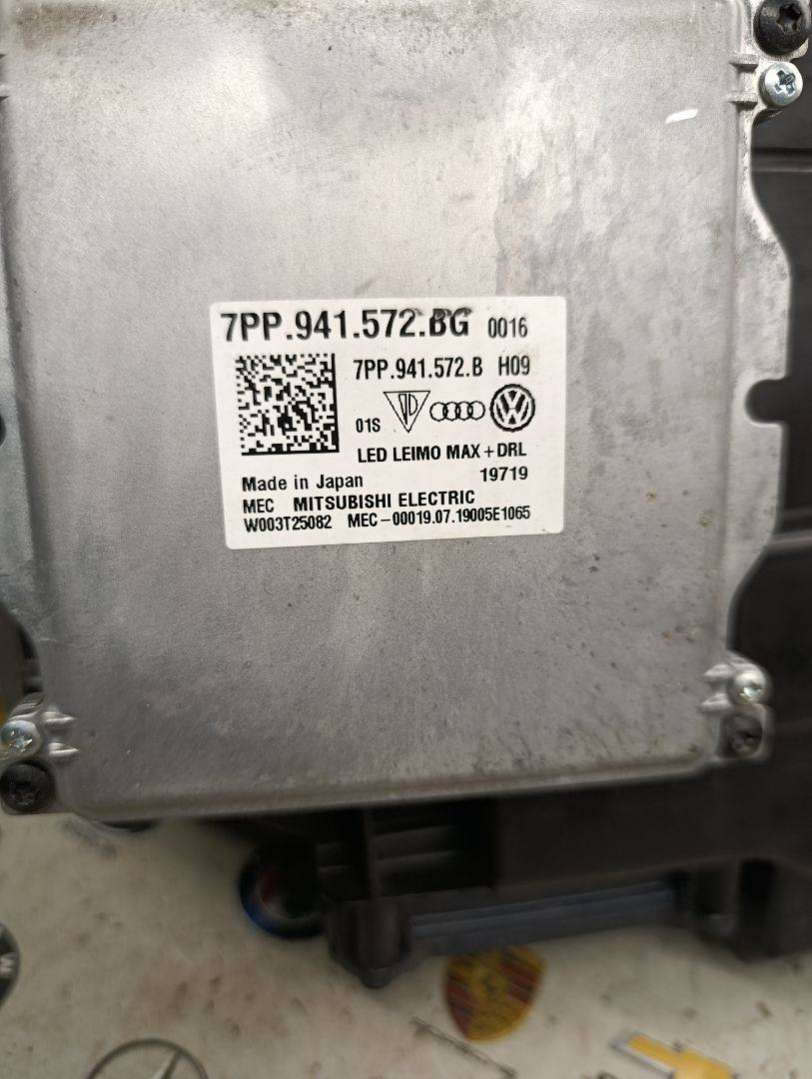 7PP.941.572.BG 0016
7PP.941.572.B H09
01S
LED LEIMO MAX + DRL
Made in Japan 19719
MEC MITSUBISHI ELECTRIC
W003T25082 MEC-00019.07.19005E1065